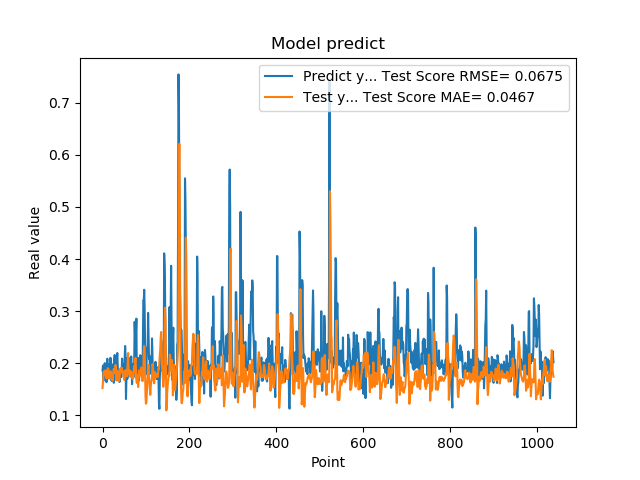 Model predict
Predict y... Test Score RMSE= 0.0675
Test y... Test Score MAE= 0.0467
Real value
0.7
0.6
0.5
0.4
0.3
0.2
0.1
0 200 400 600 800 1000
Point